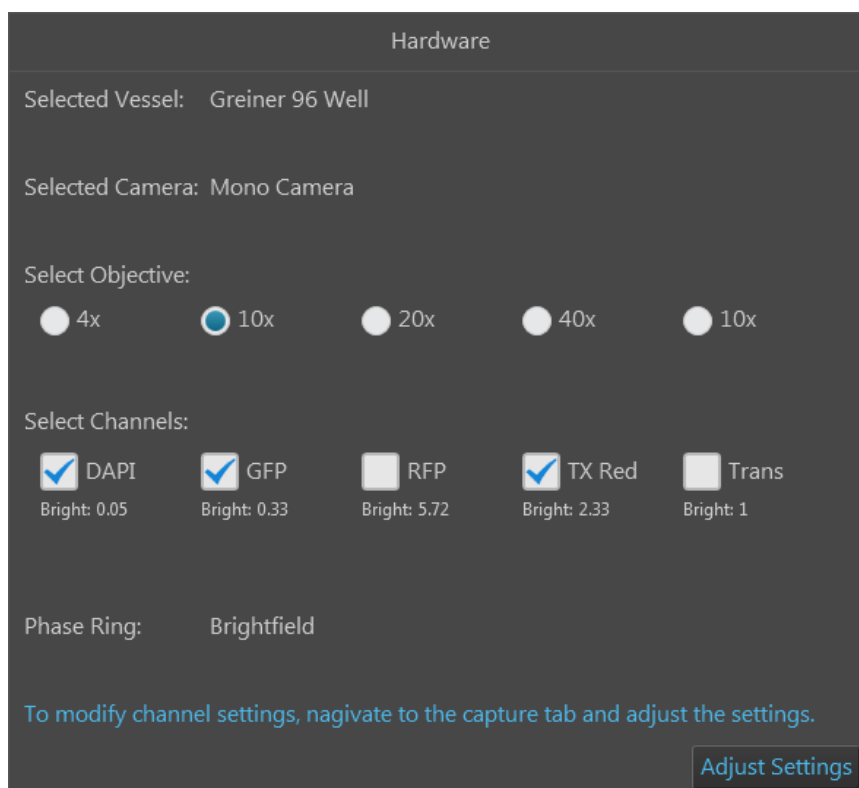 Hardware
Selected Vessel: Greiner 96 Well
Selected Camera: Mono Camera
Select Objective:
4x 10x 20x 40x 10x
Select Channels:
DAPI GFP RFP TX Red Trans
Bright: 0.05 Bright: 0.33 Bright: 5.72 Bright: 2.33 Bright: 1
Phase Ring: Brightfield
To modify channel settings, nagivate to the capture tab and adjust the settings.
Adjust Settings